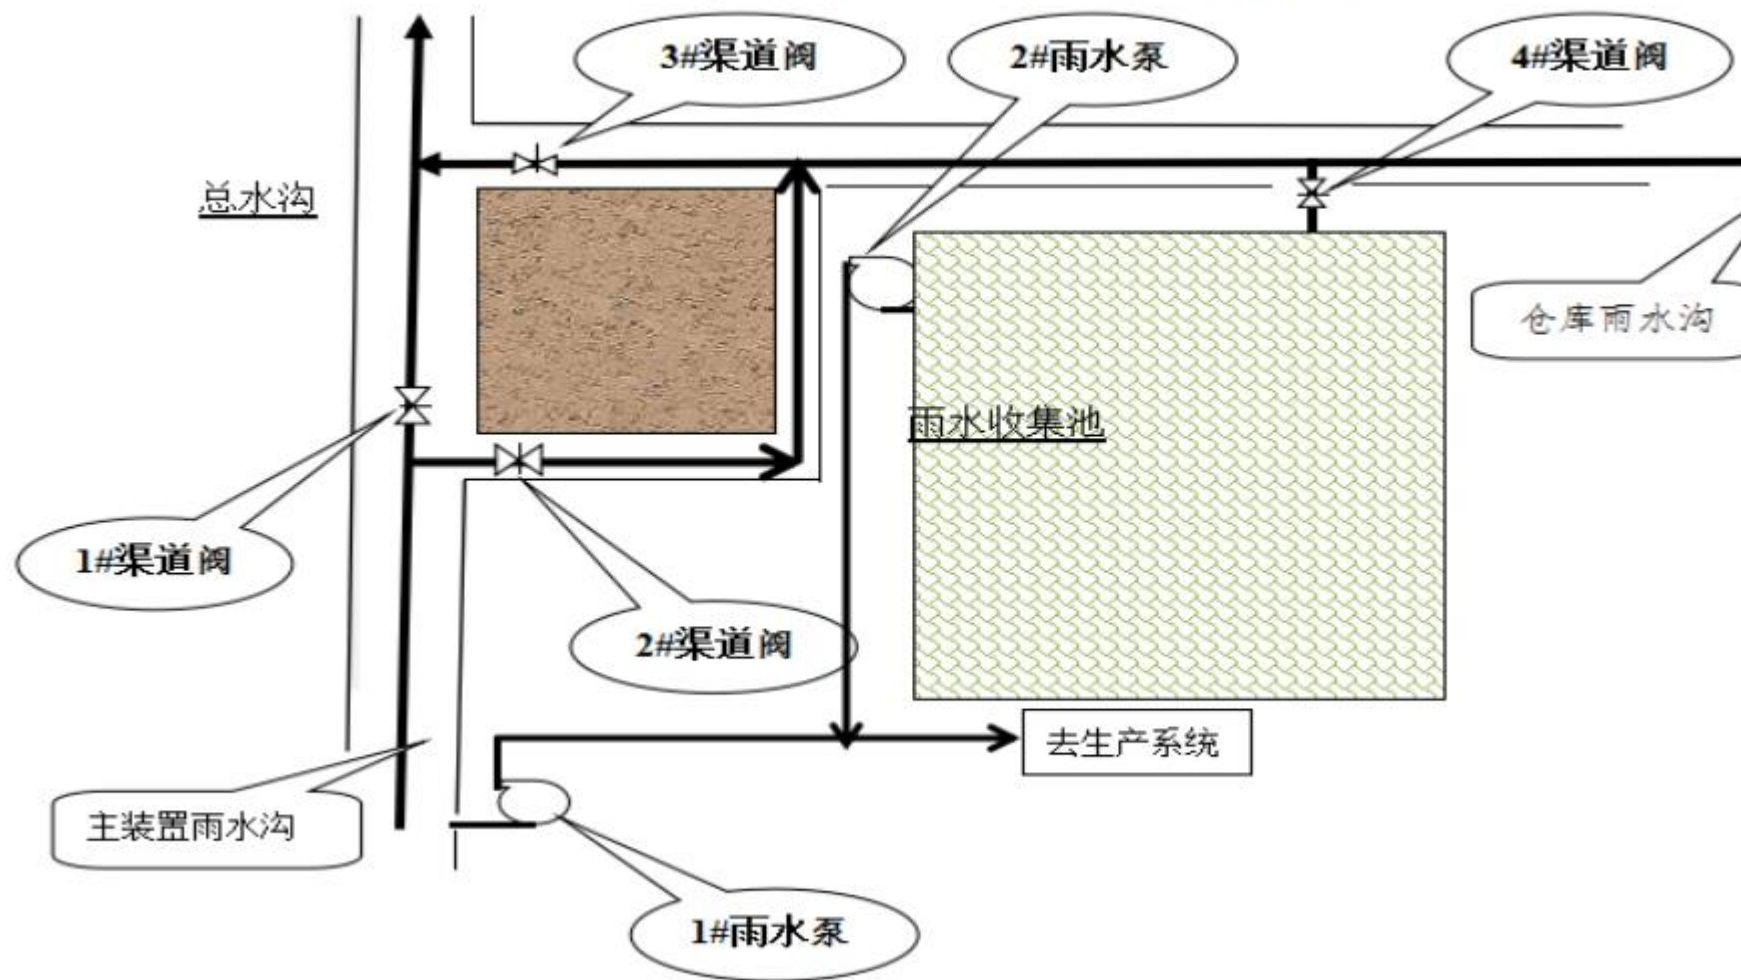 3#渠道阀
2#雨水泵
4#渠道阀
总水沟
仓库雨水沟
雨水收集池
1#渠道阀
2#渠道阀
去生产系统
主装置雨水沟
1#雨水泵